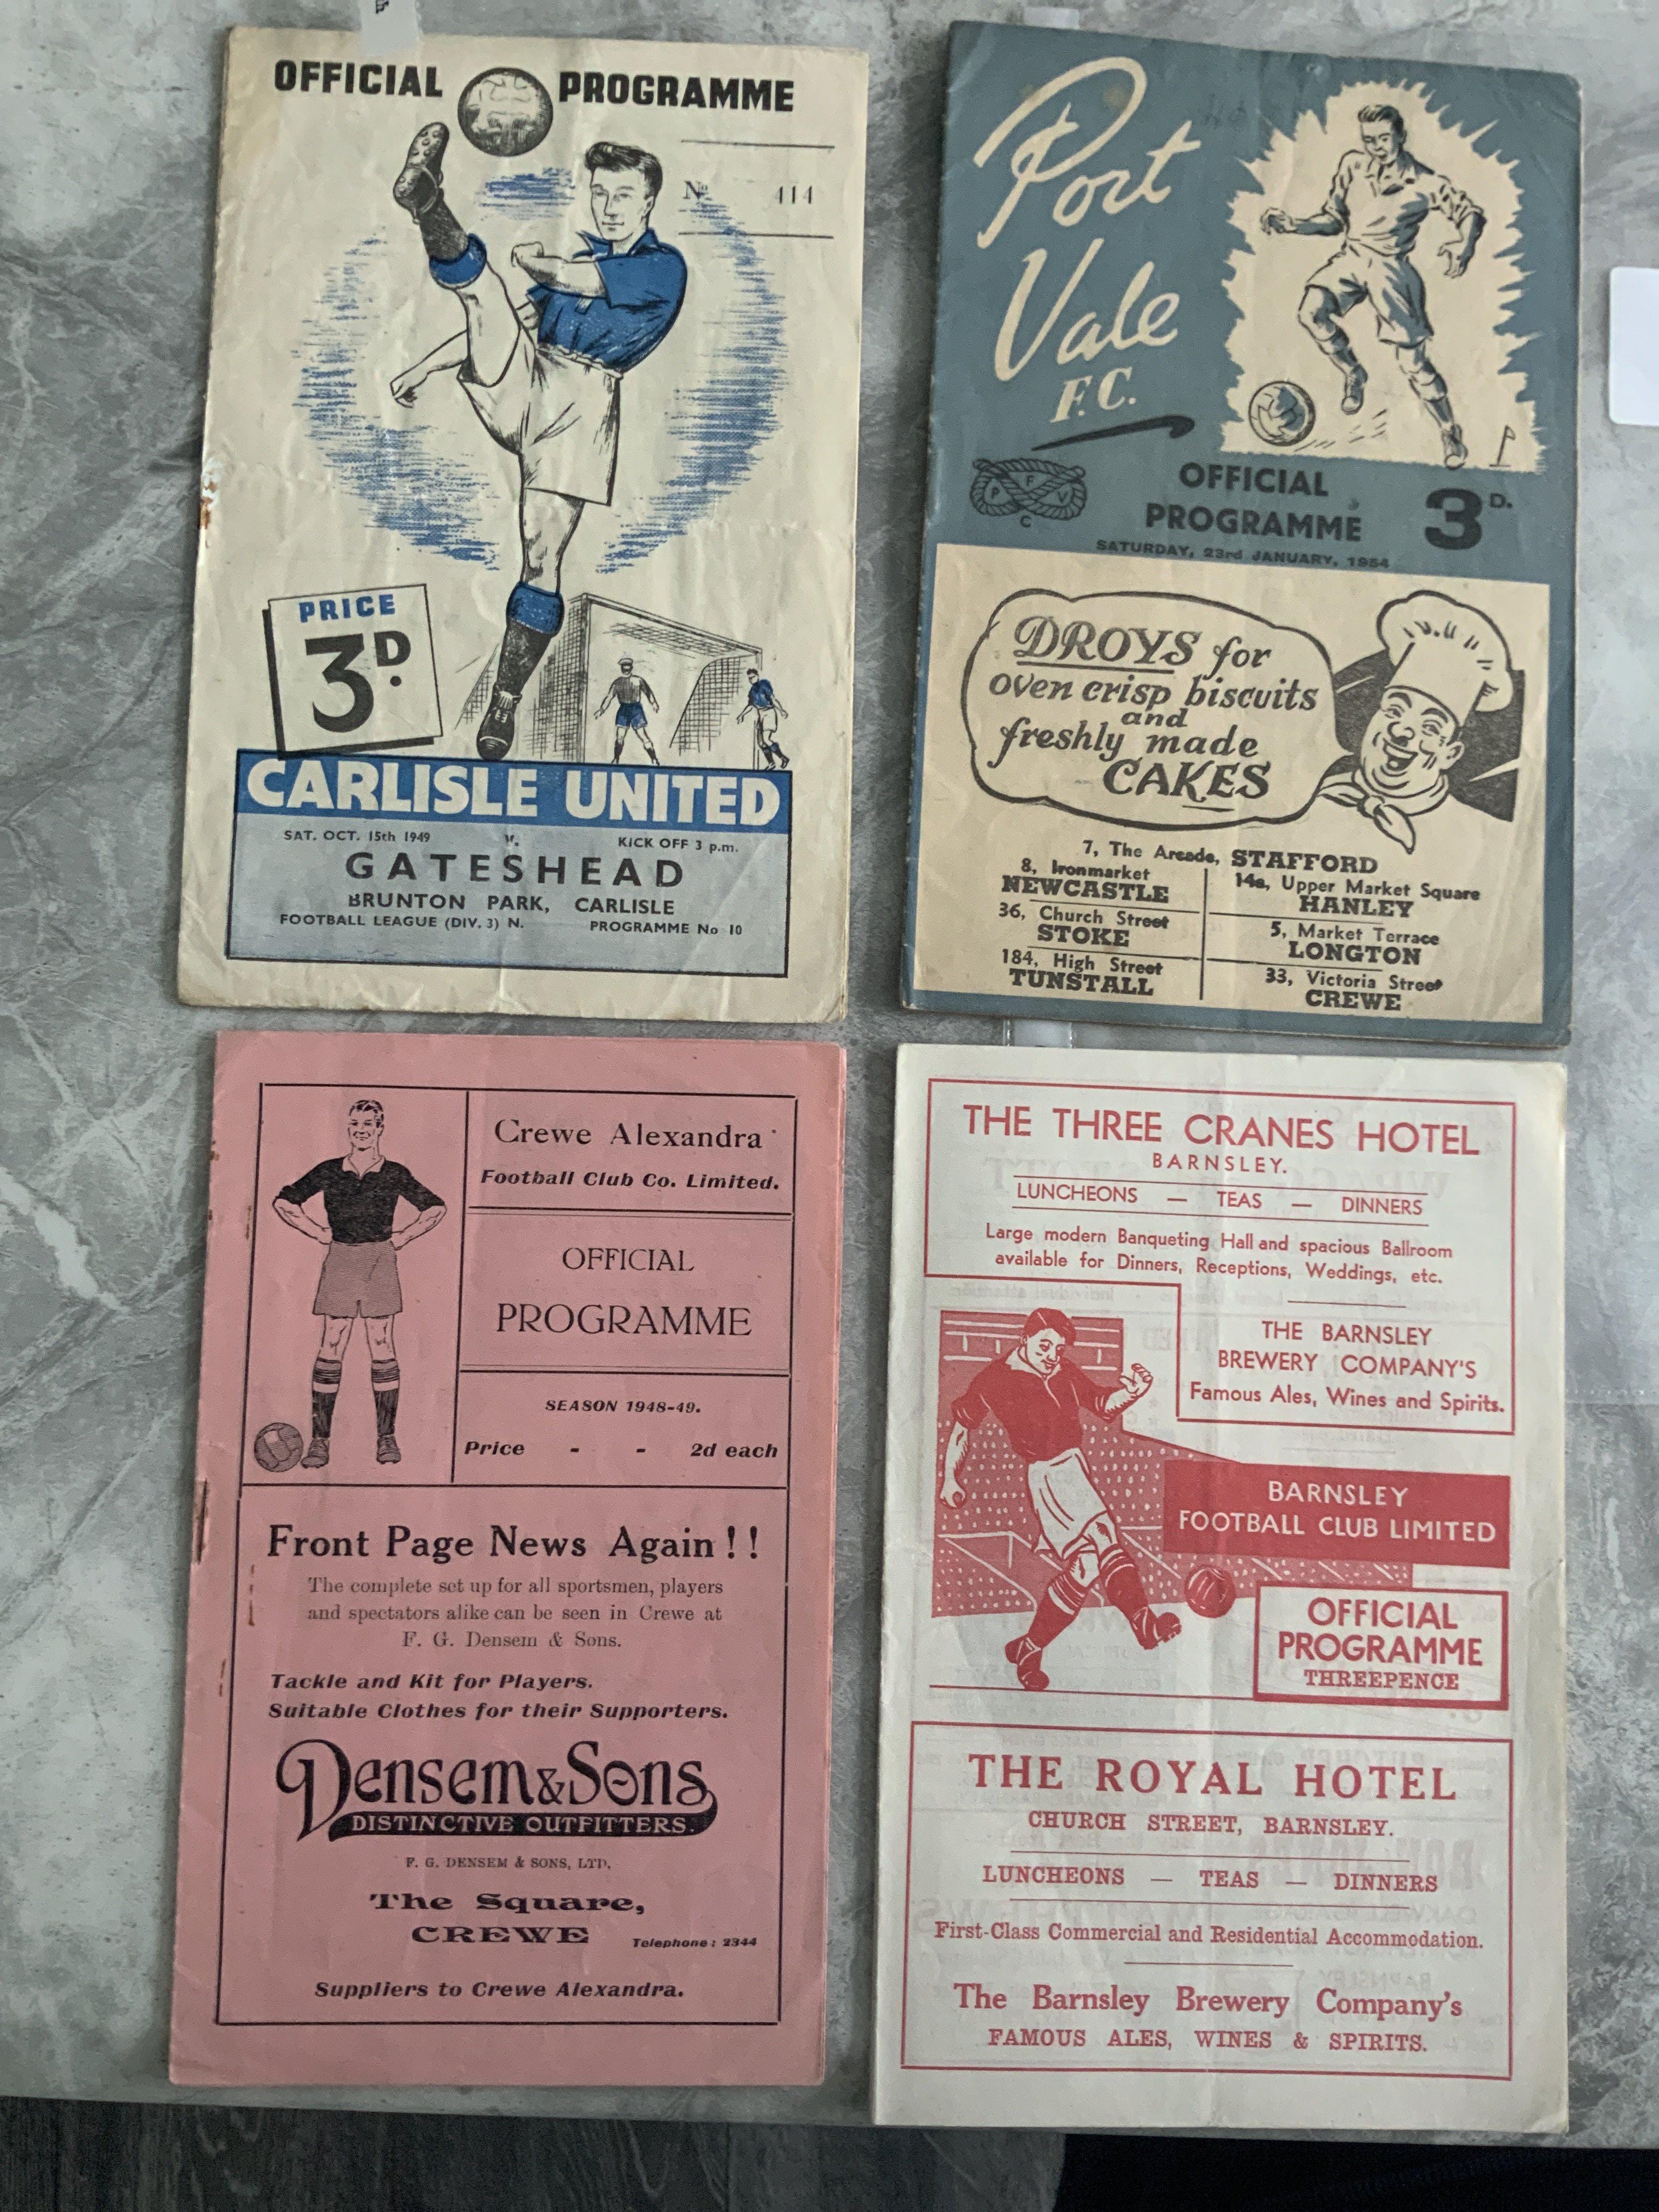 OFFICIAL PROGRAMME
No 414
PRICE
3D.
CARLISLE UNITED
SAT. OCT. 15th 1949 v. KICK OFF 3 p.m.
GATESHEAD
BRUNTON PARK, CARLISLE
FOOTBALL LEAGUE (DIV. 3) N. PROGRAMME No 10
Port
Vale
F.C.
P F V C
OFFICIAL
PROGRAMME
3D.
SATURDAY, 23rd JANUARY, 1954
DROYS for
oven crisp biscuits
and
freshly made
CAKES
7, The Arcade, STAFFORD
8, Ironmarket
NEWCASTLE
36, Church Street
STOKE
184, High Street
TUNSTALL
14a, Upper Market Square
HANLEY
5, Market Terrace
LONGTON
33, Victoria Street
CREWE
Crewe Alexandra
Football Club Co. Limited.
OFFICIAL
PROGRAMME
SEASON 1948-49.
Price - - 2d each
Front Page News Again !!
The complete set up for all sportsmen, players
and spectators alike can be seen in Crewe at
F. G. Densem & Sons.
Tackle and Kit for Players.
Suitable Clothes for their Supporters.
Densem & Sons
DISTINCTIVE OUTFITTERS.
F. G. DENSEM & SONS, LTD.
The Square,
CREWE Telephone: 2344
Suppliers to Crewe Alexandra.
THE THREE CRANES HOTEL
BARNSLEY.
LUNCHEONS — TEAS — DINNERS
Large modern Banqueting Hall and spacious Ballroom
available for Dinners, Receptions, Weddings, etc.
THE BARNSLEY
BREWERY COMPANY'S
Famous Ales, Wines and Spirits.
BARNSLEY
FOOTBALL CLUB LIMITED
OFFICIAL
PROGRAMME
THREEPENCE
THE ROYAL HOTEL
CHURCH STREET, BARNSLEY.
LUNCHEONS — TEAS — DINNERS
First-Class Commercial and Residential Accommodation.
The Barnsley Brewery Company's
FAMOUS ALES, WINES & SPIRITS.